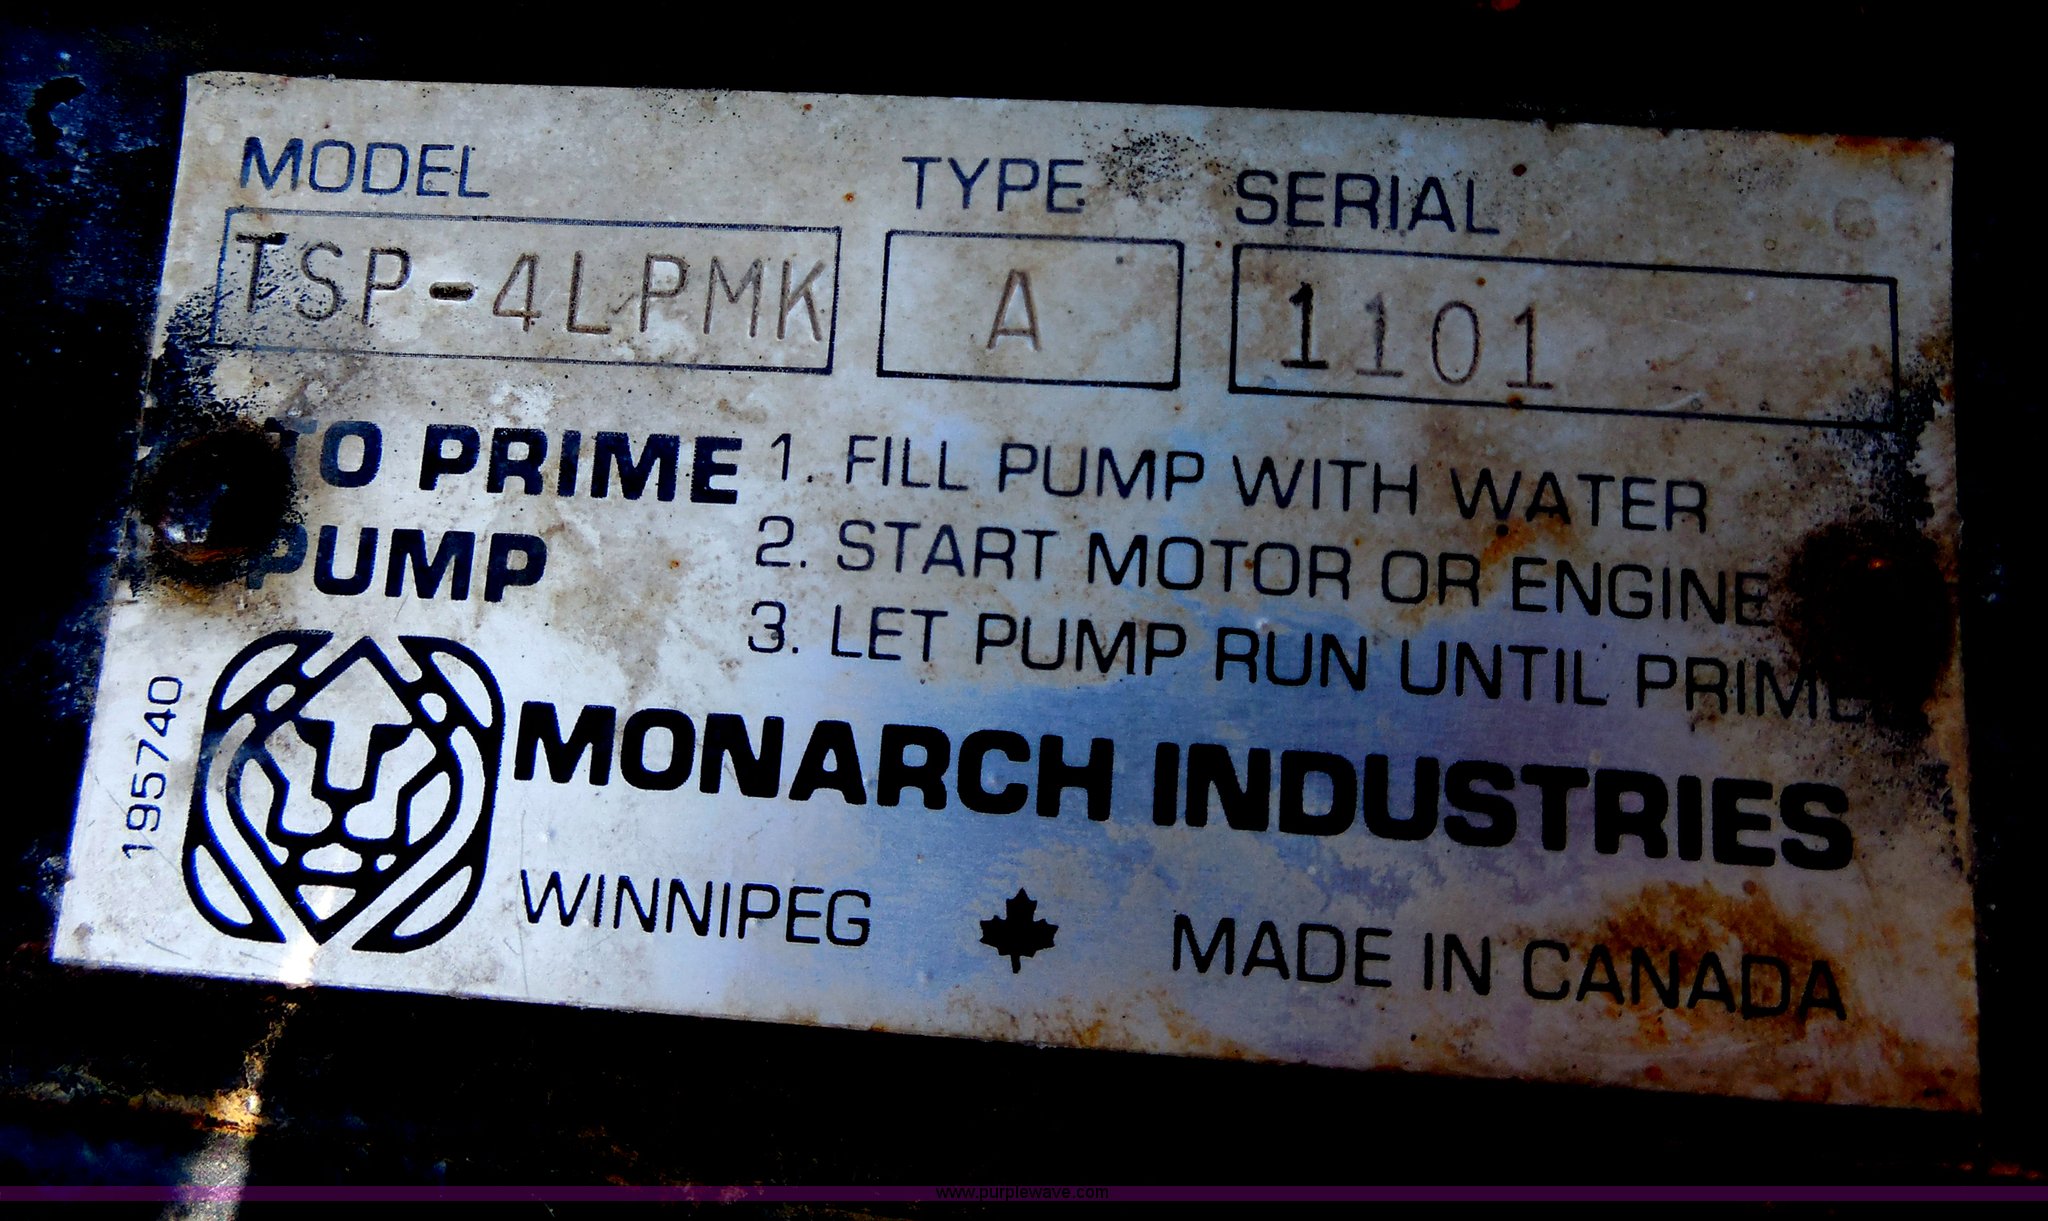 MODEL TYPE SERIAL
TSP-4LPMK A 1101
TO PRIME
PUMP
1. FILL PUMP WITH WATER
2. START MOTOR OR ENGINE
3. LET PUMP RUN UNTIL PRIME
195740
MONARCH INDUSTRIES
WINNIPEG MADE IN CANADA
www.purplewave.com